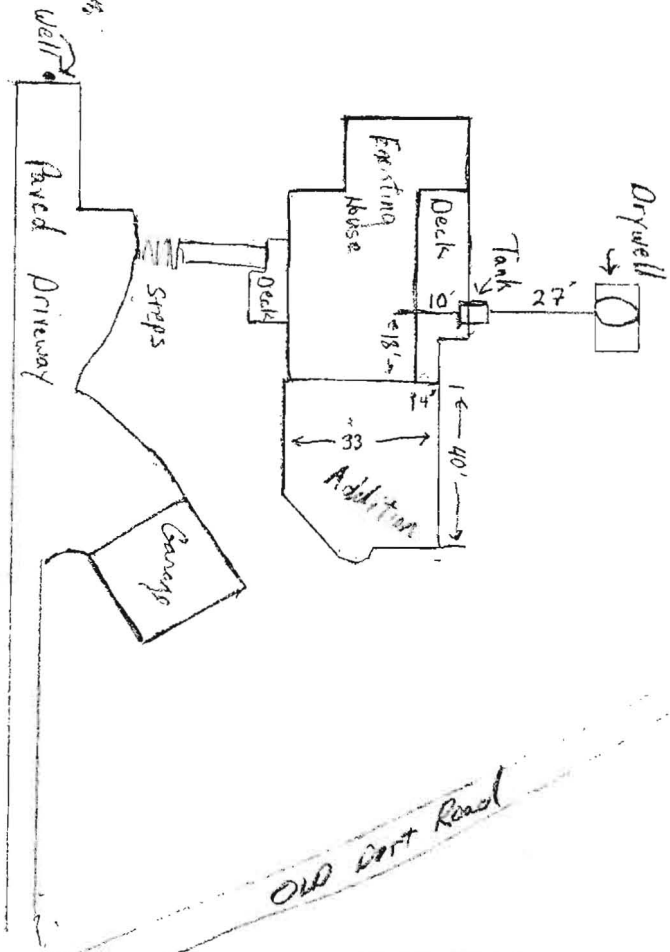 Well
Drywell
Tank
27'
Deck
10'
Existing
House
18'
14'
40'
33
Addition
Deck
Steps
Paved Driveway
Garage
OLD Dirt Road